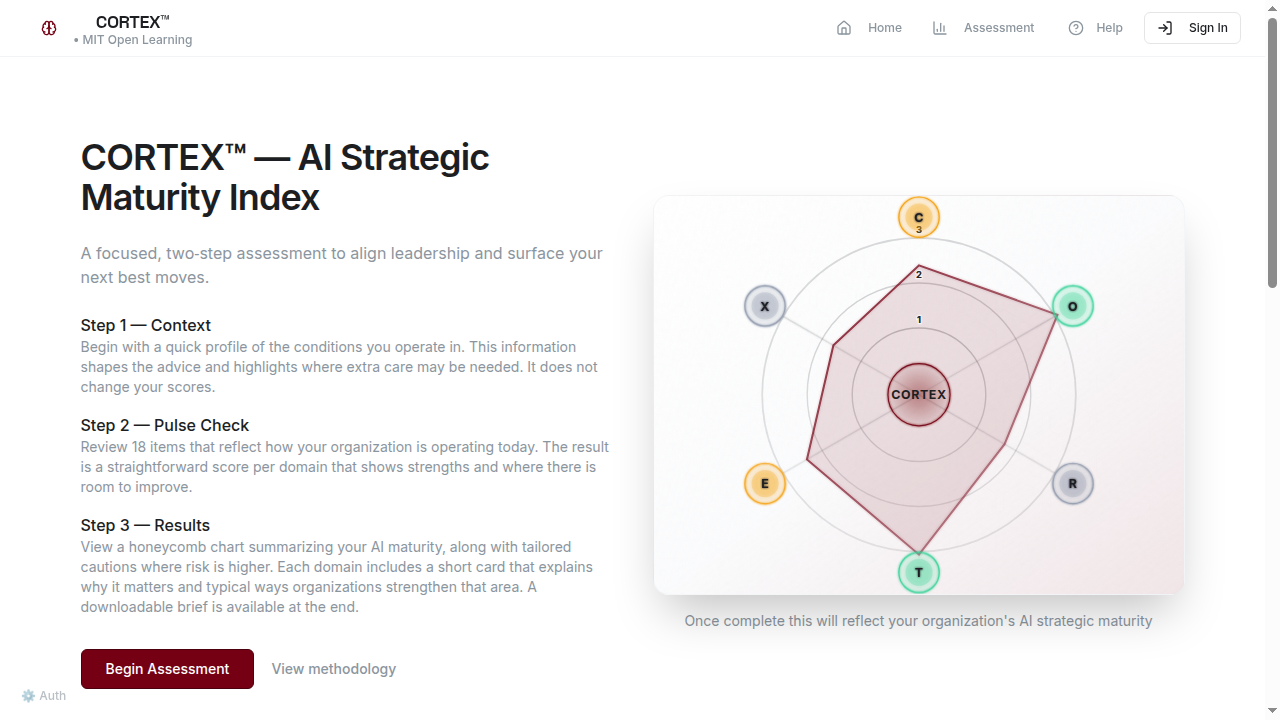 CORTEX™
• MIT Open Learning
Home
Assessment
Help
Sign In
CORTEX™ — AI Strategic
Maturity Index
A focused, two-step assessment to align leadership and surface your
next best moves.
Step 1 — Context
Begin with a quick profile of the conditions you operate in. This information
shapes the advice and highlights where extra care may be needed. It does not
change your scores.
Step 2 — Pulse Check
Review 18 items that reflect how your organization is operating today. The result
is a straightforward score per domain that shows strengths and where there is
room to improve.
Step 3 — Results
View a honeycomb chart summarizing your AI maturity, along with tailored
cautions where risk is higher. Each domain includes a short card that explains
why it matters and typical ways organizations strengthen that area. A
downloadable brief is available at the end.
Begin Assessment
View methodology
⚙️ Auth
C
3
2
X
O
1
CORTEX
E
R
T
Once complete this will reflect your organization's AI strategic maturity